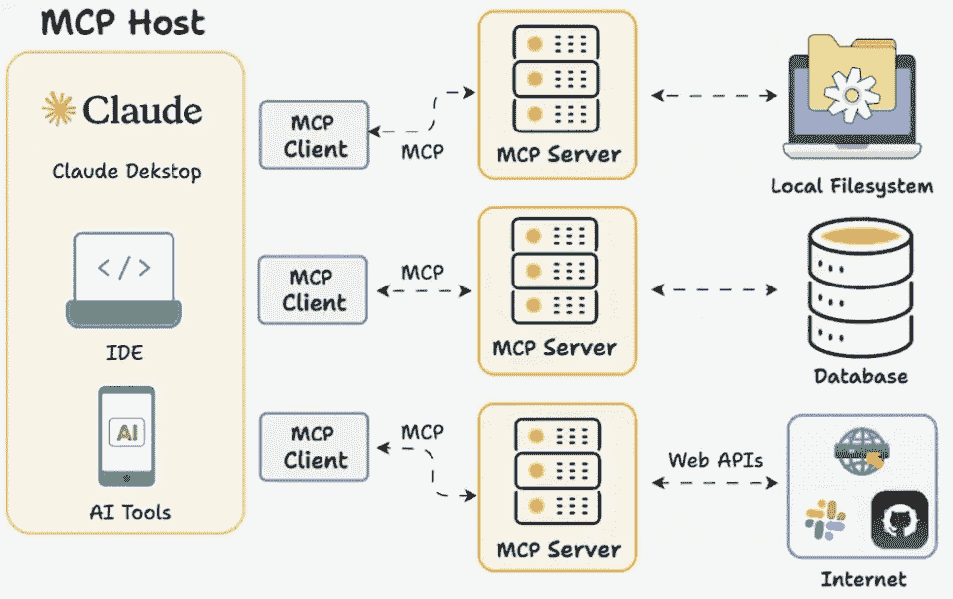 MCP Host
Claude
Claude Dekstop
</>
IDE
AI
AI Tools
MCP
Client
MCP
MCP Server
Local Filesystem
MCP
Client
MCP
MCP Server
Database
MCP
Client
MCP
MCP Server
Web APIs
Internet